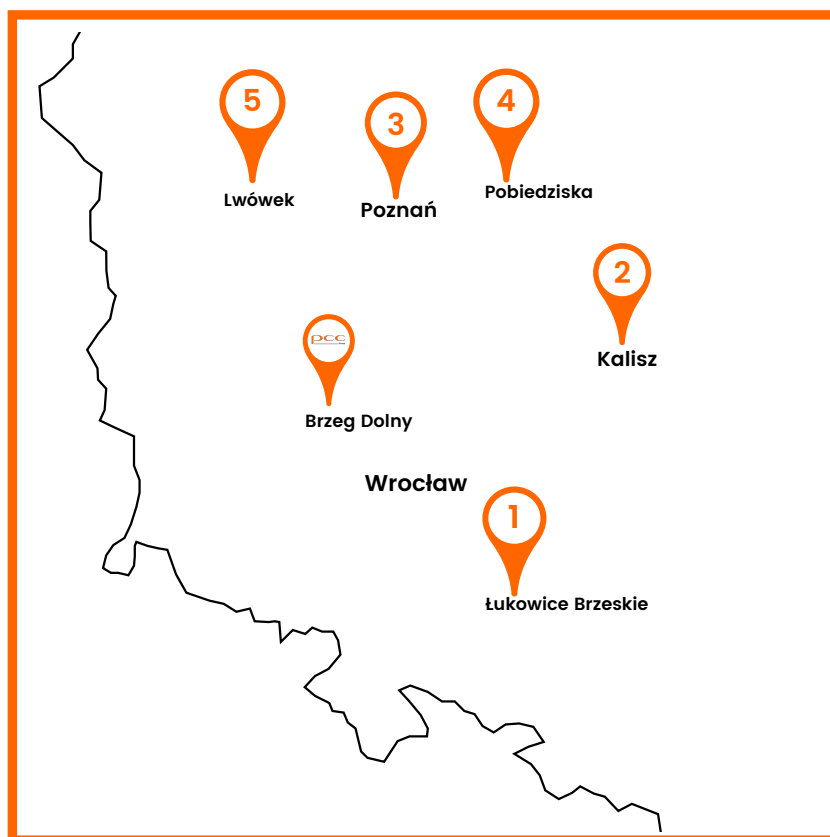 5
3
4
Lwówek
Poznań
Pobiedziska
2
Kalisz
pcc
Brzeg Dolny
Wrocław
1
Łukowice Brzeskie